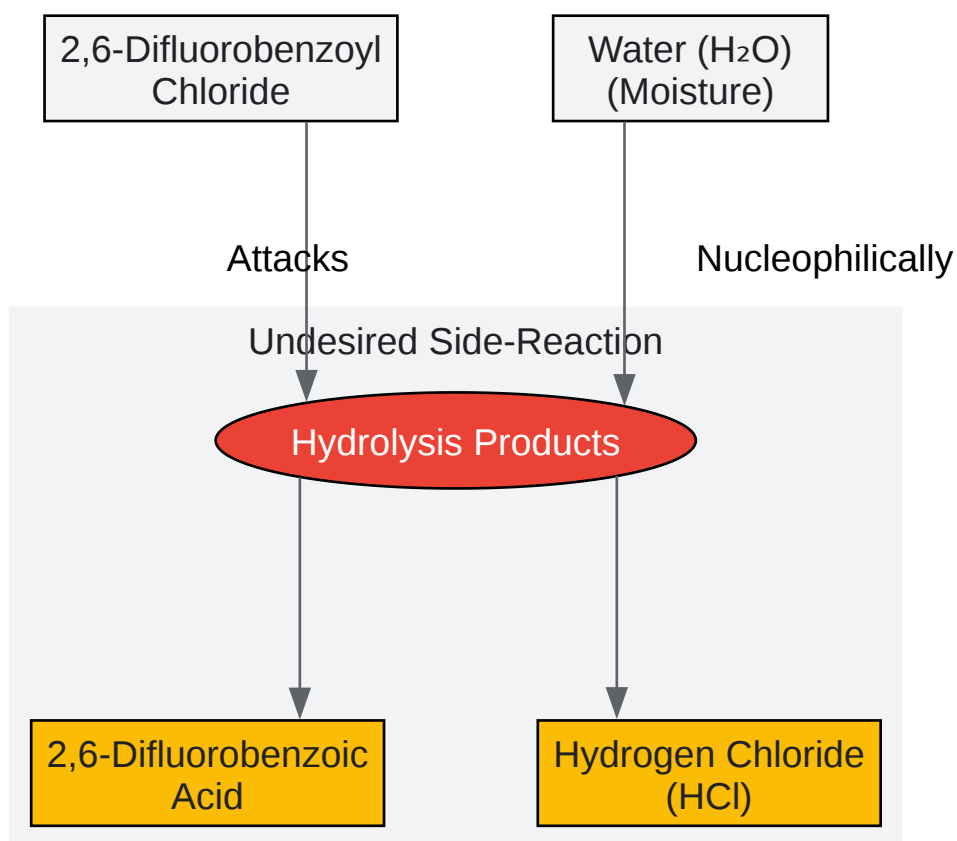 2,6-Difluorobenzoyl
Chloride
Water (H₂O)
(Moisture)
Attacks
Nucleophilically
Undesired Side-Reaction
Hydrolysis Products
2,6-Difluorobenzoic
Acid
Hydrogen Chloride
(HCl)